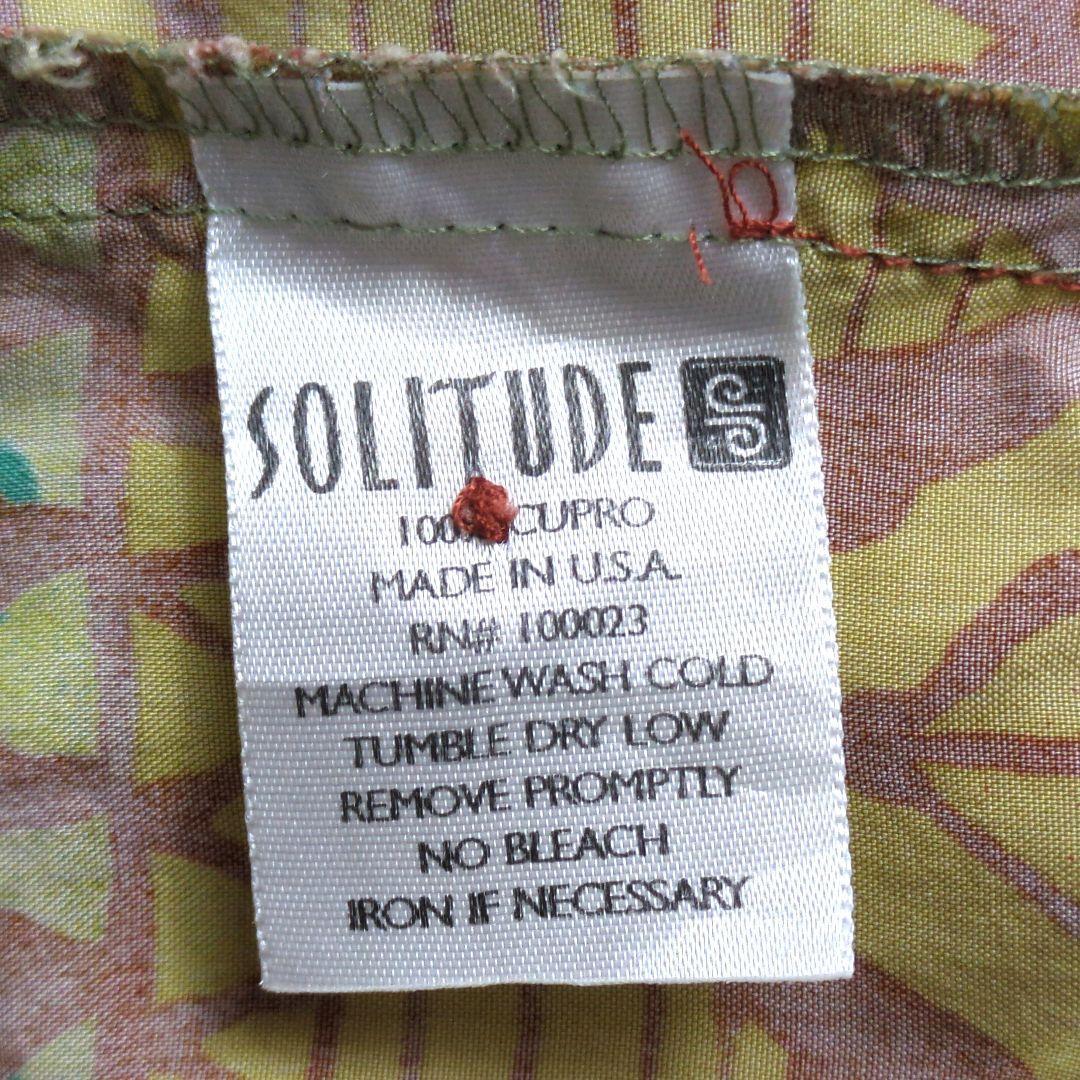 SOLITUDE
100% CUPRO
MADE IN U.S.A.
RN# 100023
MACHINE WASH COLD
TUMBLE DRY LOW
REMOVE PROMPTLY
NO BLEACH
IRON IF NECESSARY